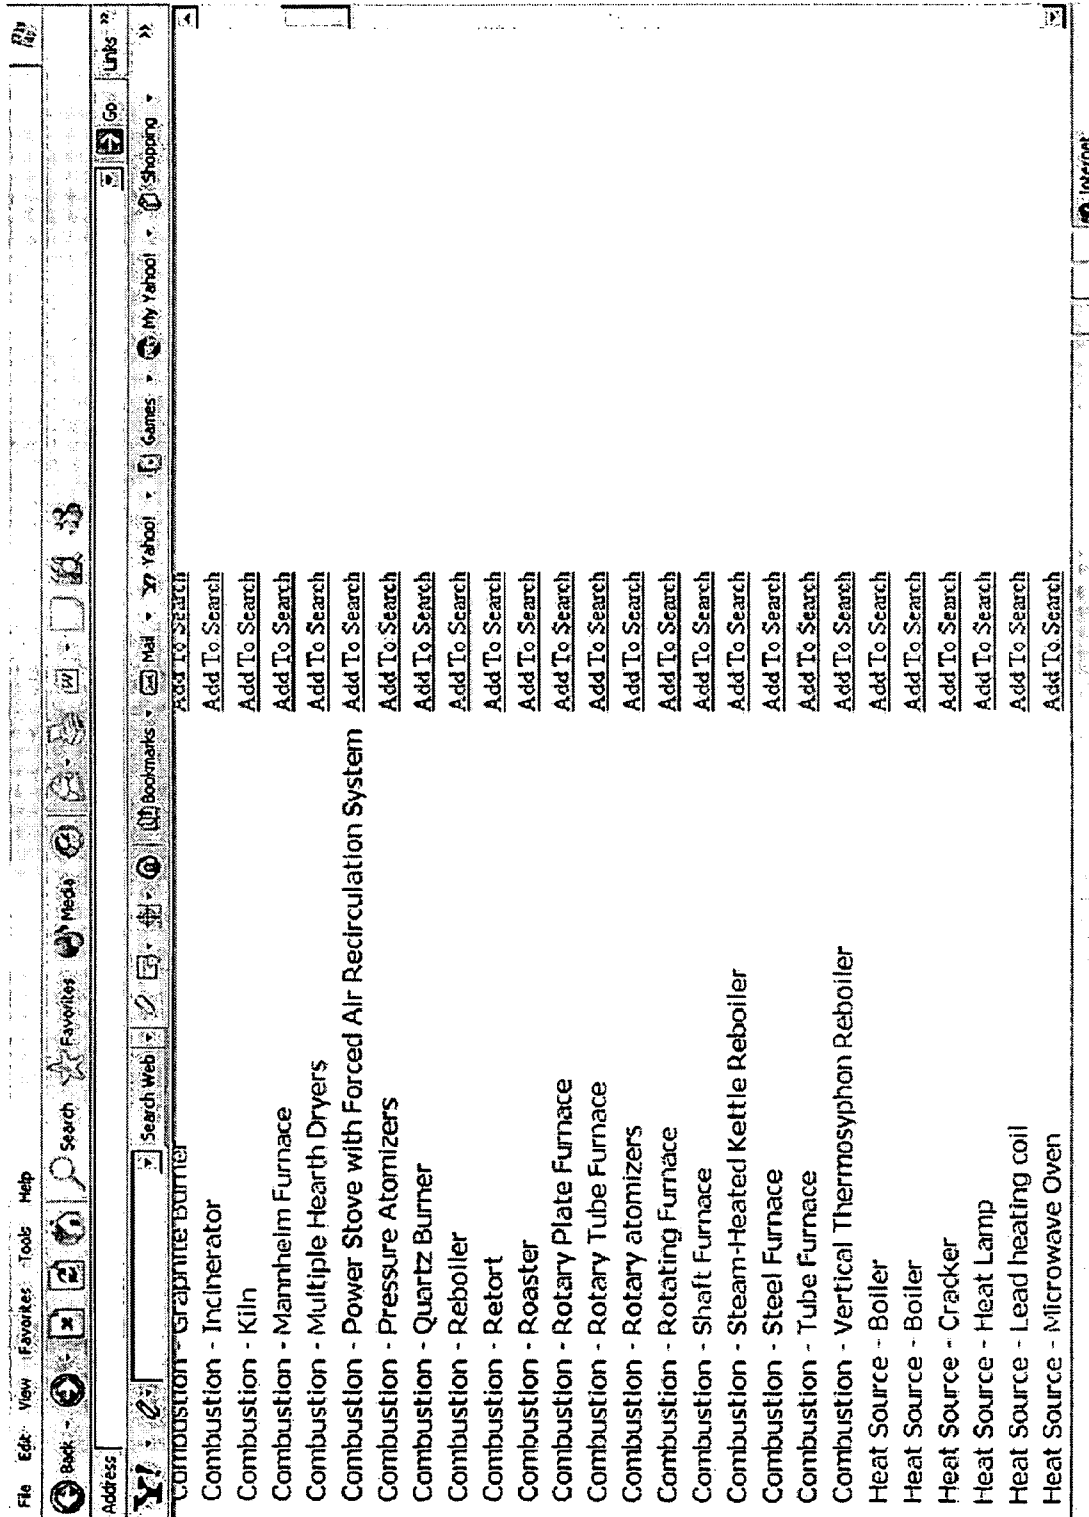 File Edit View Favorites Tools Help
Back Search Favorites Media
Address Go Links »
Y! Search Web Bookmarks Mail Yahoo! Games My Yahoo! Shopping »
Combustion - Graphite Burner Add To Search
Combustion - Incinerator Add To Search
Combustion - Kiln Add To Search
Combustion - Mannheim Furnace Add To Search
Combustion - Multiple Hearth Dryers Add To Search
Combustion - Power Stove with Forced Air Recirculation System Add To Search
Combustion - Pressure Atomizers Add To Search
Combustion - Quartz Burner Add To Search
Combustion - Reboiler Add To Search
Combustion - Retort Add To Search
Combustion - Roaster Add To Search
Combustion - Rotary Plate Furnace Add To Search
Combustion - Rotary Tube Furnace Add To Search
Combustion - Rotary atomizers Add To Search
Combustion - Rotating Furnace Add To Search
Combustion - Shaft Furnace Add To Search
Combustion - Steam-Heated Kettle Reboiler Add To Search
Combustion - Steel Furnace Add To Search
Combustion - Tube Furnace Add To Search
Combustion - Vertical Thermosyphon Reboiler Add To Search
Heat Source - Boiler Add To Search
Heat Source - Boiler Add To Search
Heat Source - Cracker Add To Search
Heat Source - Heat Lamp Add To Search
Heat Source - Lead heating coil Add To Search
Heat Source - Microwave Oven Add To Search
Internet